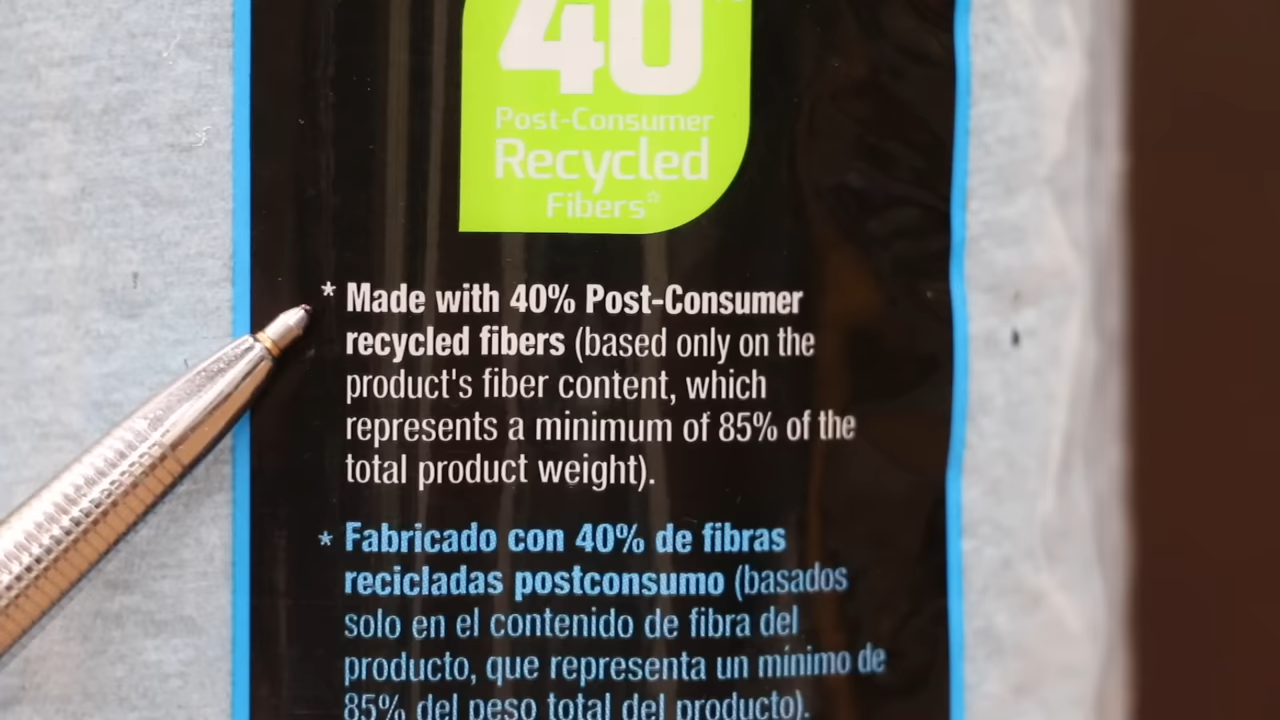 40
Post-Consumer
Recycled
Fibers*
* Made with 40% Post-Consumer
recycled fibers (based only on the
product's fiber content, which
represents a minimum of 85% of the
total product weight).
* Fabricado con 40% de fibras
recicladas postconsumo (basados
solo en el contenido de fibra del
producto, que representa un mínimo de
85% del peso total del producto).